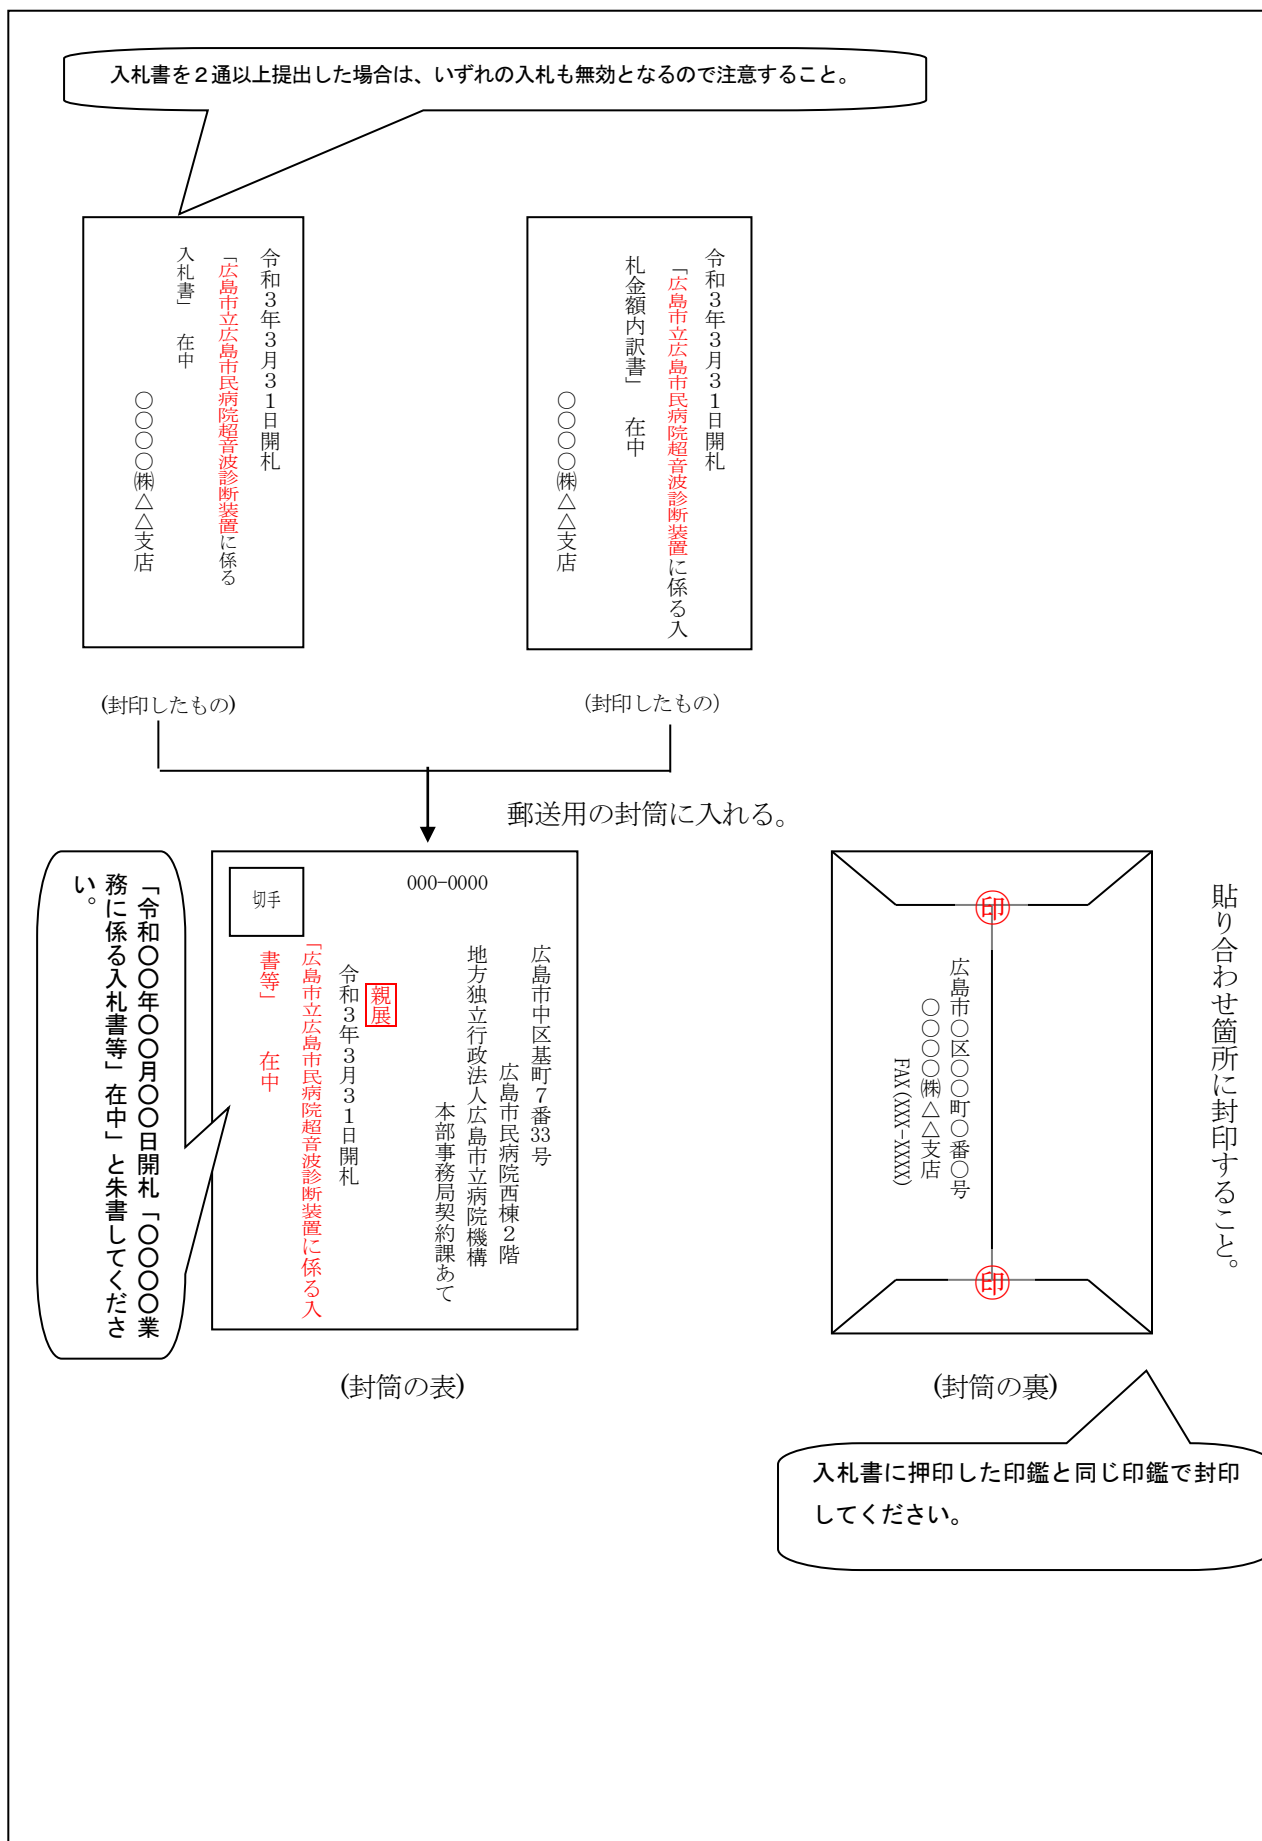 入札書を２通以上提出した場合は、いずれの入札も無効となるので注意すること。
令和３年３月３１日開札
「広島市立広島市民病院超音波診断装置に係る
入札書」　在中
〇〇〇〇㈱△△支店
令和３年３月３１日開札
「広島市立広島市民病院超音波診断装置に係る入
札金額内訳書」　在中
〇〇〇〇㈱△△支店
(封印したもの)
(封印したもの)
郵送用の封筒に入れる。
「令和〇〇年〇〇月〇〇日開札「〇〇〇〇業
務に係る入札書等」在中」と朱書してくださ
い。
切手
000-0000
広島市中区基町７番33号
広島市民病院西棟２階
地方独立行政法人広島市立病院機構
本部事務局契約課あて
親展
令和３年３月３１日開札
「広島市立広島市民病院超音波診断装置に係る入
書等」　在中
(封筒の表)
貼り合わせ箇所に封印すること。
印
広島市〇区〇〇町〇番〇号
〇〇〇〇㈱△△支店
FAX(XXX-XXXX)
印
(封筒の裏)
入札書に押印した印鑑と同じ印鑑で封印
してください。